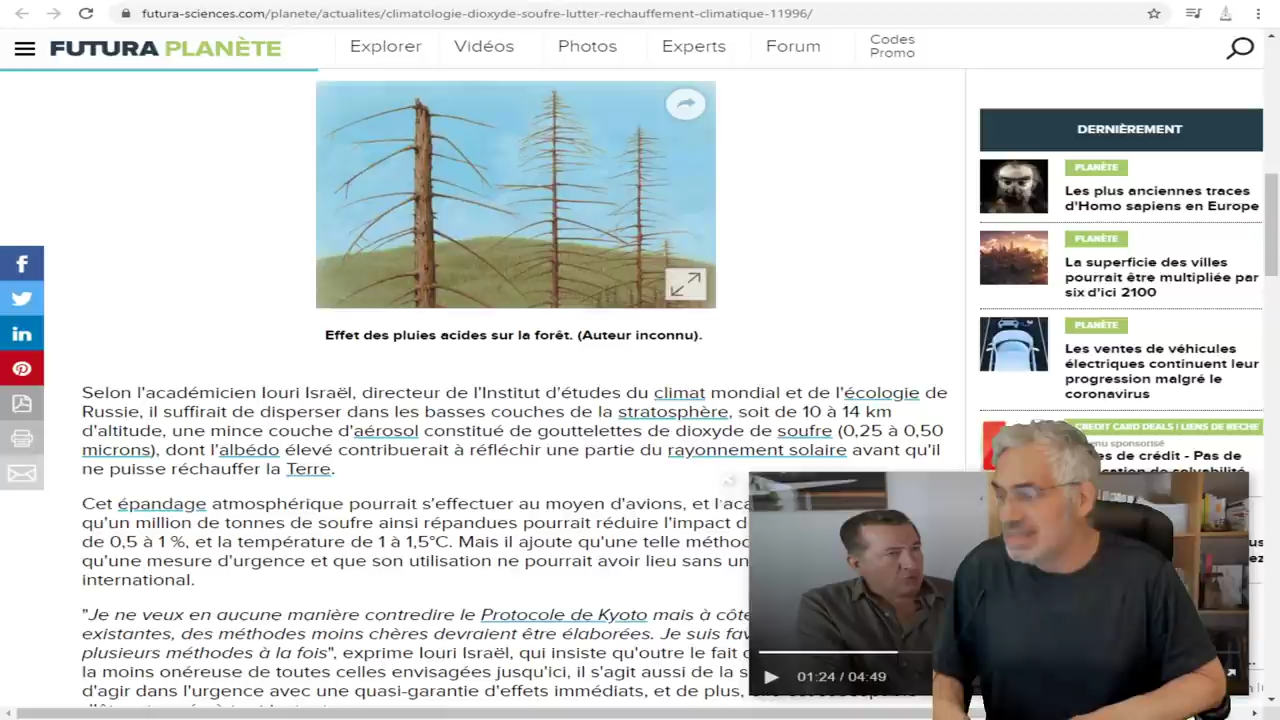 futura-sciences.com/planete/actualites/climatologie-dioxyde-soufre-lutter-rechauffement-climatique-11996/
FUTURA PLANÈTE
Explorer
Vidéos
Photos
Experts
Forum
Codes
Promo
Effet des pluies acides sur la forêt. (Auteur inconnu).
Selon l'académicien Iouri Israël, directeur de l'Institut d'études du climat mondial et de l'écologie de
Russie, il suffirait de disperser dans les basses couches de la stratosphère, soit de 10 à 14 km
d'altitude, une mince couche d'aérosol constitué de gouttelettes de dioxyde de soufre (0,25 à 0,50
microns), dont l'albédo élevé contribuerait à réfléchir une partie du rayonnement solaire avant qu'il
ne puisse réchauffer la Terre.
Cet épandage atmosphérique pourrait s'effectuer au moyen d'avions, et l'aca
qu'un million de tonnes de soufre ainsi répandues pourrait réduire l'impact d
de 0,5 à 1 %, et la température de 1 à 1,5°C. Mais il ajoute qu'une telle métho
qu'une mesure d'urgence et que son utilisation ne pourrait avoir lieu sans un
international.
"Je ne veux en aucune manière contredire le Protocole de Kyoto mais à côt
existantes, des méthodes moins chères devraient être élaborées. Je suis fav
plusieurs méthodes à la fois", exprime Iouri Israël, qui insiste qu'outre le fait
la moins onéreuse de toutes celles envisagées jusqu'ici, il s'agit aussi de la s
d'agir dans l'urgence avec une quasi-garantie d'effets immédiats, et de plus,
DERNIÈREMENT
PLANÈTE
Les plus anciennes traces
d'Homo sapiens en Europe
PLANÈTE
La superficie des villes
pourrait être multipliée par
six d'ici 2100
PLANÈTE
Les ventes de véhicules
électriques continuent leur
progression malgré le
coronavirus
CREDIT CARD DEALS | LIENS DE RECHE
sponsorisé
es de crédit - Pas de
01:24 / 04:49